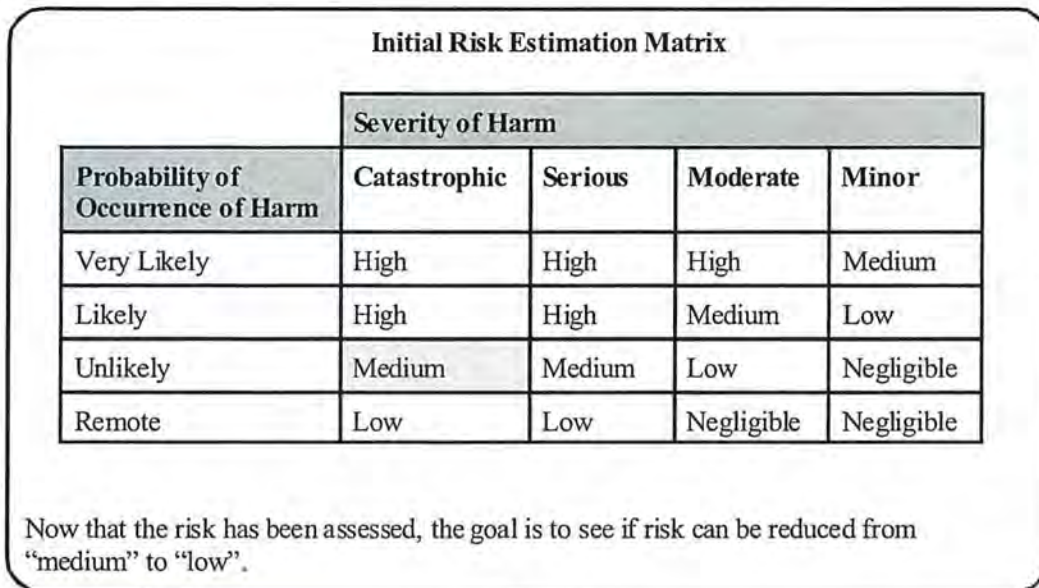 Initial Risk Estimation Matrix
Severity of Harm
Probability of Occurrence of Harm Catastrophic Serious Moderate Minor
Very Likely High High High Medium
Likely High High Medium Low
Unlikely Medium Medium Low Negligible
Remote Low Low Negligible Negligible
Now that the risk has been assessed, the goal is to see if risk can be reduced from
“medium” to “low”.